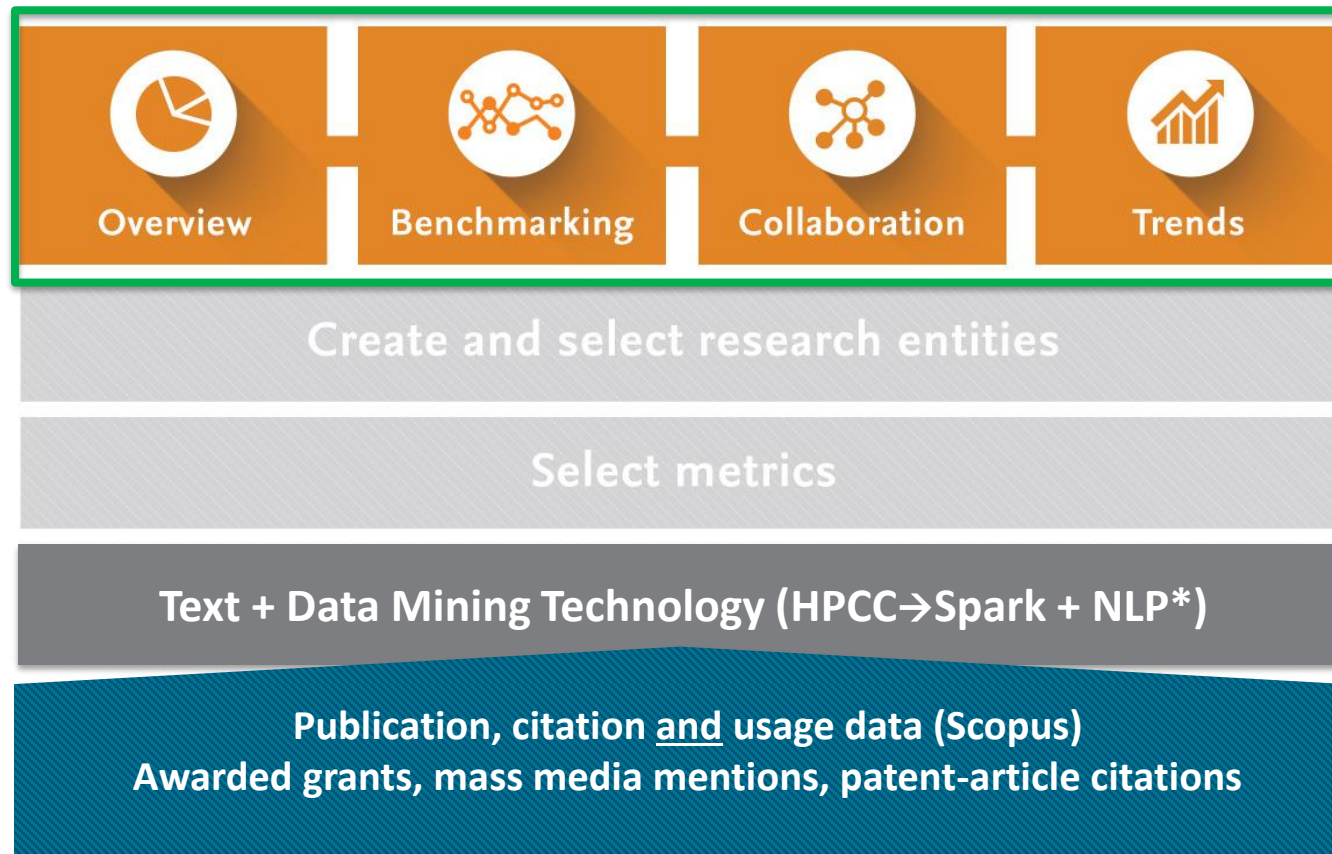 Overview Benchmarking Collaboration Trends
Create and select research entities
Select metrics
Text + Data Mining Technology (HPCC→Spark + NLP*)
Publication, citation and usage data (Scopus)
Awarded grants, mass media mentions, patent-article citations